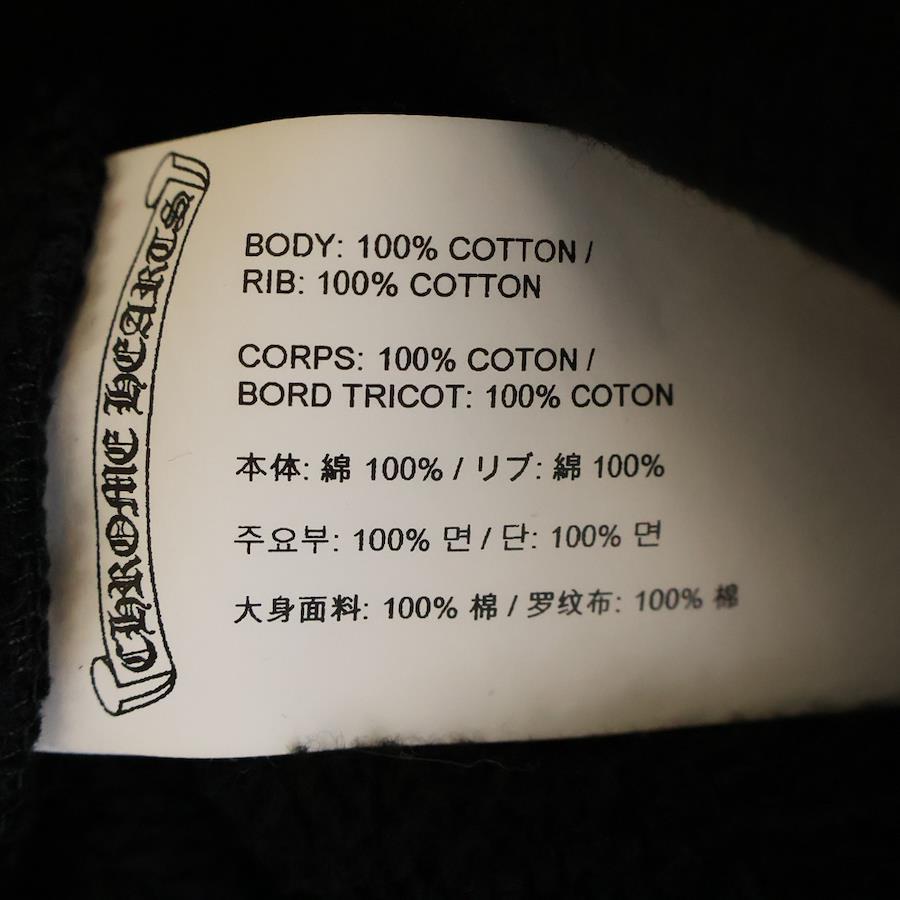 CHROME HEARTS
BODY: 100% COTTON /
RIB: 100% COTTON
CORPS: 100% COTON /
BORD TRICOT: 100% COTON
本体: 綿 100% / リブ: 綿 100%
주요부: 100% 면 / 단: 100% 면
大身面料: 100% 棉 / 罗纹布: 100% 棉